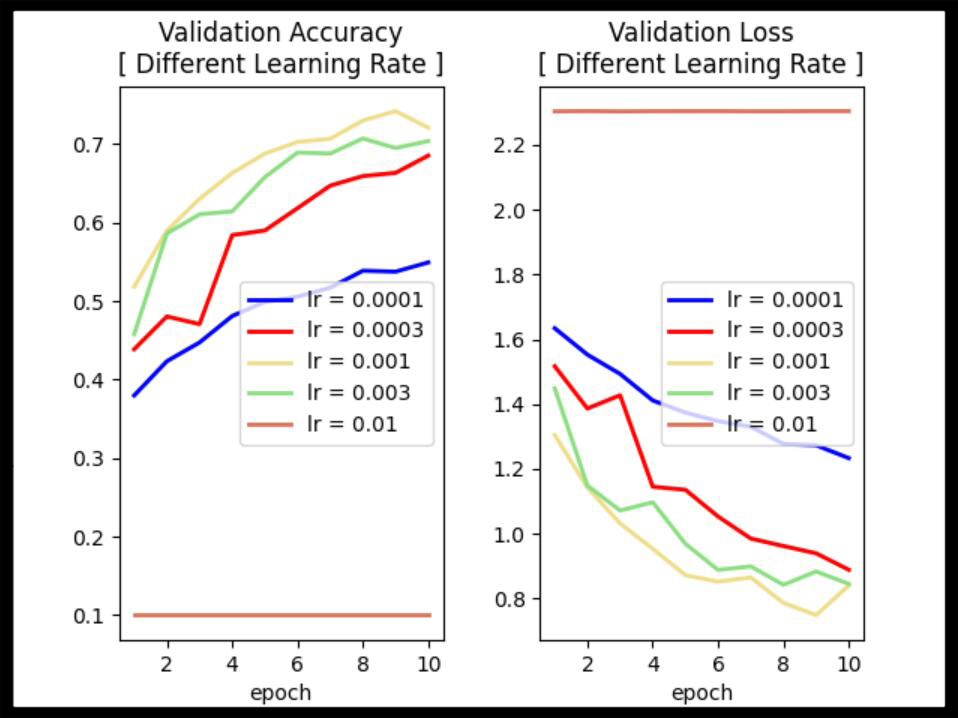 Validation Accuracy
[ Different Learning Rate ]
0.7
0.6
0.5
0.4
0.3
0.2
0.1
lr = 0.0001
lr = 0.0003
lr = 0.001
lr = 0.003
lr = 0.01
2 4 6 8 10
epoch
Validation Loss
[ Different Learning Rate ]
2.2
2.0
1.8
1.6
1.4
1.2
1.0
0.8
lr = 0.0001
lr = 0.0003
lr = 0.001
lr = 0.003
lr = 0.01
2 4 6 8 10
epoch